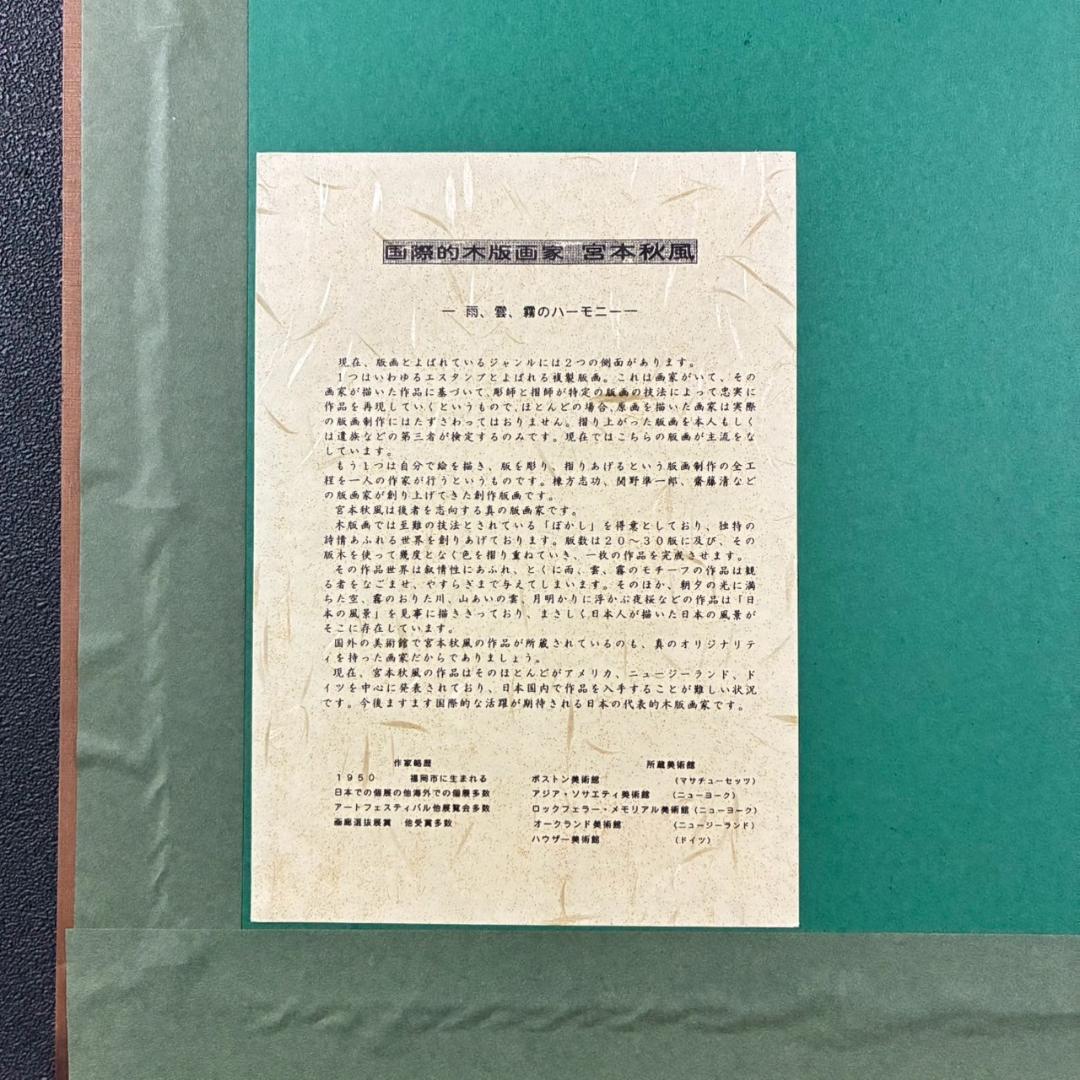 国際的木版画家 宮本秋風
― 雨、雲、霧のハーモニー―
現在、版画とよばれているジャンルには２つの側面があります。
１つはいわゆるエスタンプとよばれる複製版画。これは画家がいて、その
画家が描いた作品に基づいて、彫師と摺師が特定の版画の技法によって忠実に
作品を再現していくというもので、ほとんどの場合、原画を描いた画家は実際
の版画制作にはたずさわってはおりません。摺り上がった版画を本人もしく
は遺族などの第三者が検定するのみです。現在ではこちらの版画が主流をな
しています。
もう１つは自分で絵を描き、版を彫り、摺りあげるという版画制作の全工
程を一人の作家が行うというものです。棟方志功、関野準一郎、齋藤清など
の版画家が創り上げてきた創作版画です。
宮本秋風は後者を志向する真の版画家です。
木版画では至難の技法とされている「ぼかし」を得意としており、独特の
詩情あふれる世界を創りあげております。版数は２０～３０版に及び、その
版木を使って幾度となく色を摺り重ねていき、一枚の作品を完成させます。
その作品世界は叙情性にあふれ、とくに雨、雲、霧のモチーフの作品は観
る者をなごませ、やすらぎまで与えてしまいます。そのほか、朝夕の光に満
ちた空、霧のおりた川、山あいの雲、月明かりに浮かぶ夜桜などの作品は「日
本の風景」を見事に描ききっており、まさしく日本人が描いた日本の風景が
そこに存在しています。
国外の美術館で宮本秋風の作品が所蔵されているのも、真のオリジナリテ
ィを持った画家だからでありましょう。
現在、宮本秋風の作品はそのほとんどがアメリカ、ニュージーランド、ド
イツを中心に発表されており、日本国内で作品を入手することが難しい状況
です。今後ますます国際的な活躍が期待される日本の代表的木版画家です。
作家略歴
１９５０ 福岡市に生まれる
日本での個展の他海外での個展多数
アートフェスティバル他展覧会多数
画廊選抜展賞 他受賞多数
所蔵美術館
ボストン美術館 （マサチューセッツ）
アジア・ソサエティ美術館 （ニューヨーク）
ロックフェラー・メモリアル美術館（ニューヨーク）
オークランド美術館 （ニュージーランド）
ハウザー美術館 （ドイツ）